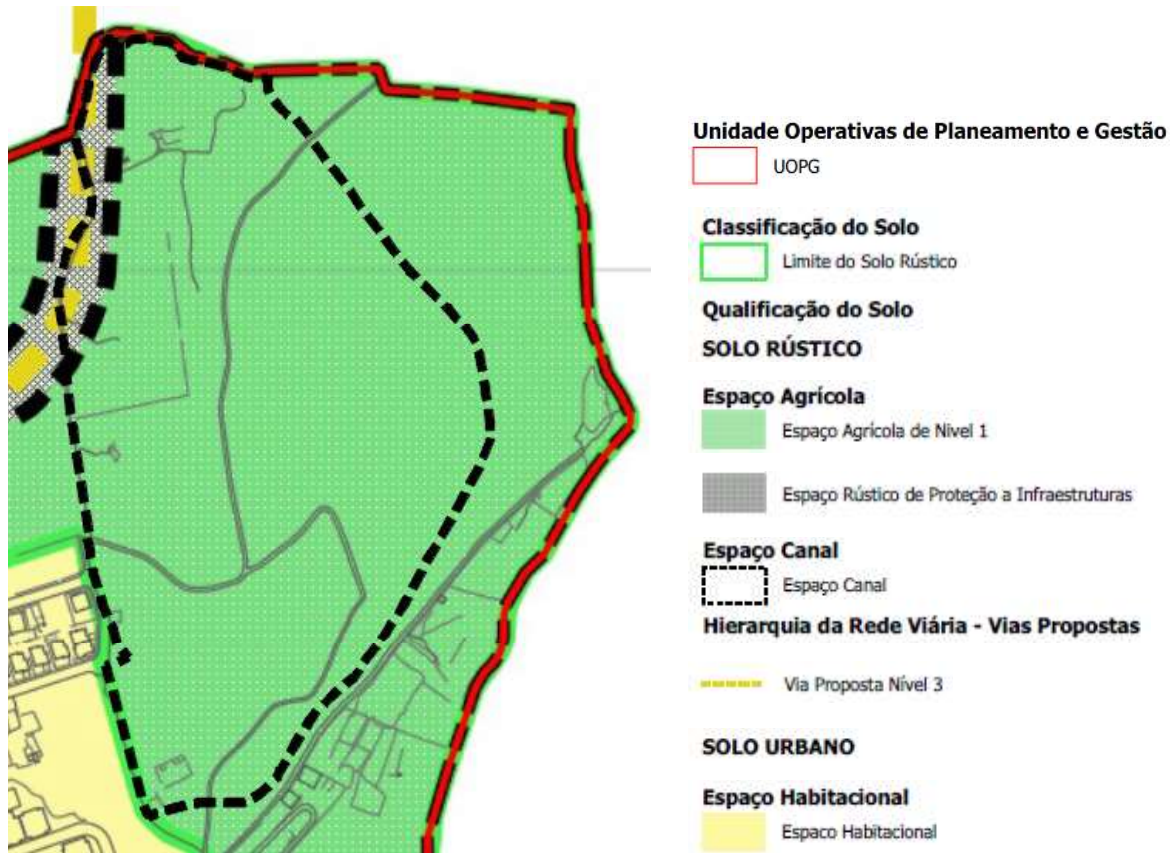 Unidade Operativas de Planeamento e Gestão
UOPG
Classificação do Solo
Limite do Solo Rústico
Qualificação do Solo
SOLO RÚSTICO
Espaço Agrícola
Espaço Agrícola de Nivel 1
Espaço Rústico de Proteção a Infraestruturas
Espaço Canal
Espaço Canal
Hierarquia da Rede Viária - Vias Propostas
Via Proposta Nível 3
SOLO URBANO
Espaço Habitacional
Espaco Habitacional